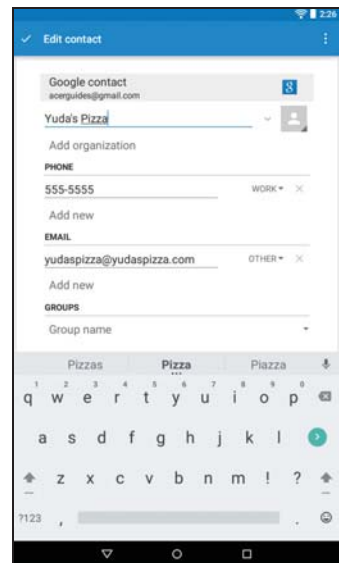 2:26
Edit contact
Google contact
8
acerguides@gmail.com
Yuda's Pizza
Add organization
PHONE
555-5555 WORK
Add new
EMAIL
yudaspizza@yudaspizza.com OTHER
Add new
GROUPS
Group name
Pizzas Pizza Piazza
1 2 3 4 5 6 7 8 9 0
q w e r t y u i o p
a s d f g h j k l
z x c v b n m ! ?
?123 , .